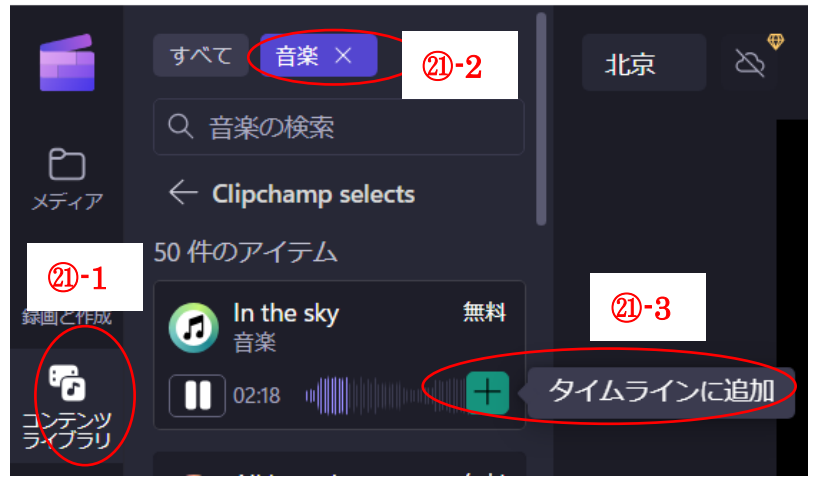 すべて 音楽 ×
㉑-2
北京
音楽の検索
メディア
Clipchamp selects
50 件のアイテム
㉑-1
録画と作成
In the sky
無料
音楽
㉑-3
02:18
タイムラインに追加
コンテンツ
ライブラリ